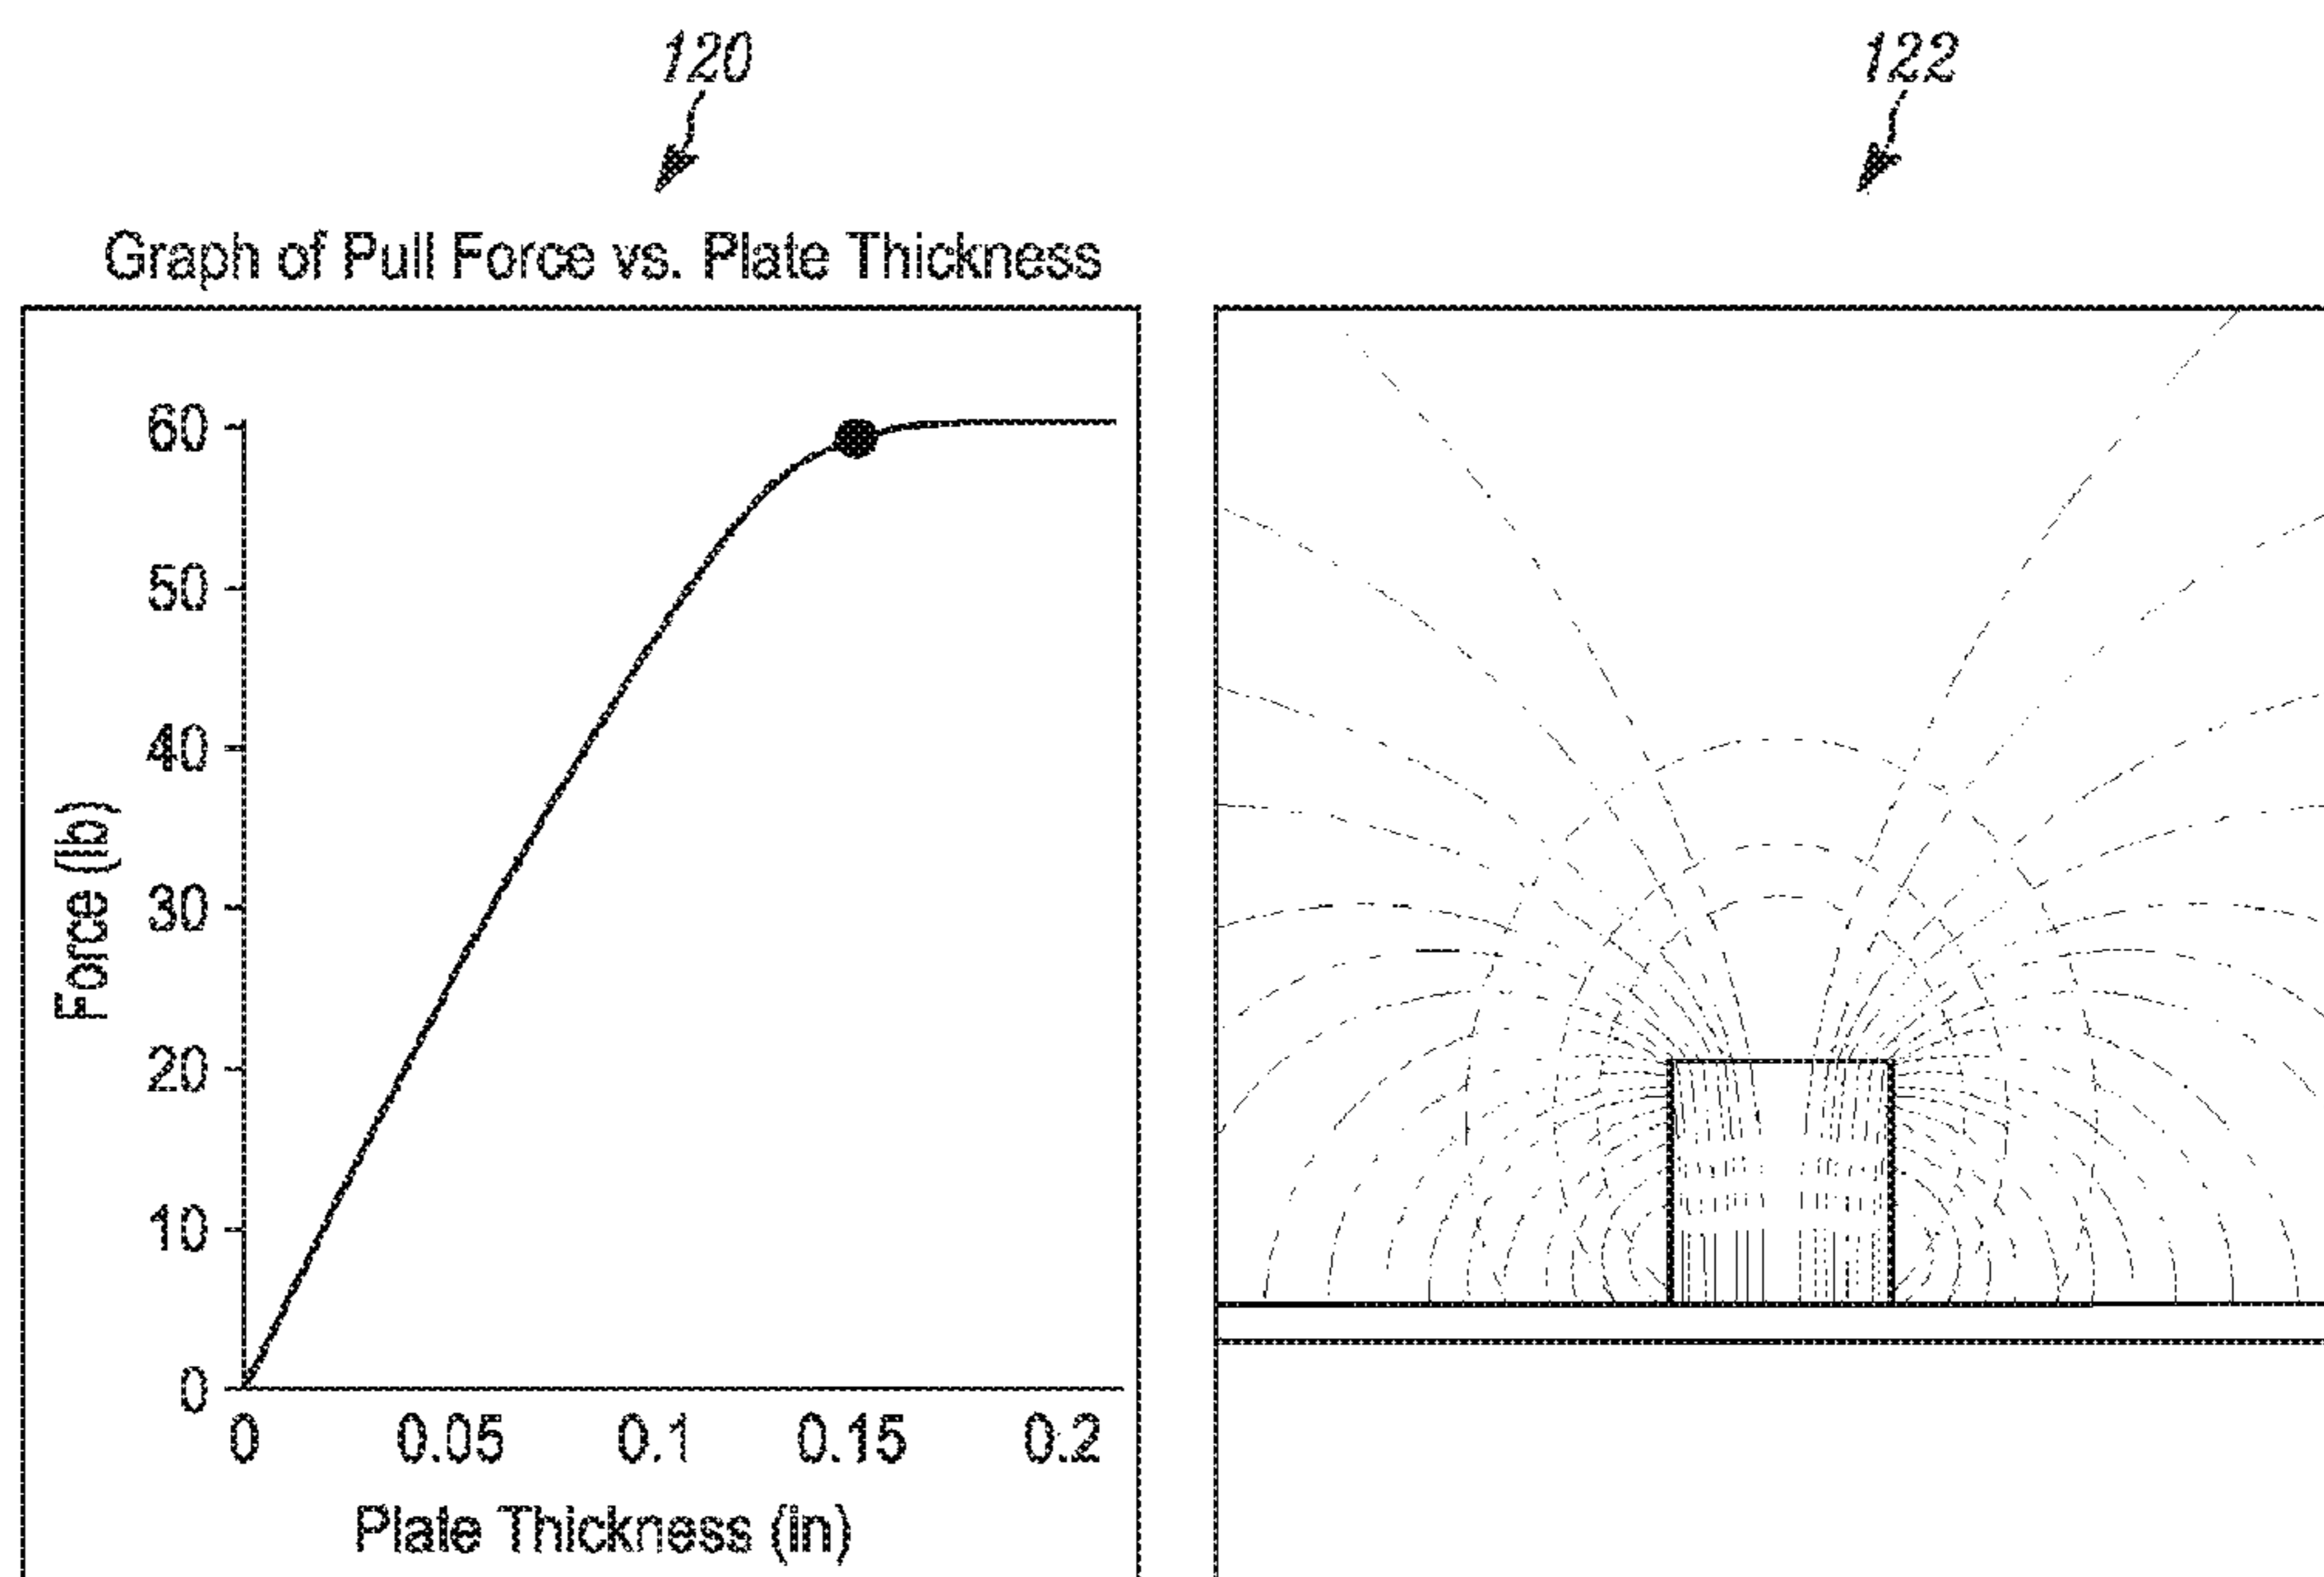 120
122
Graph of Pull Force vs. Plate Thickness
60
50
40
30
20
10
0
Force (lb)
0 0.05 0.1 0.15 0.2
Plate Thickness (in)